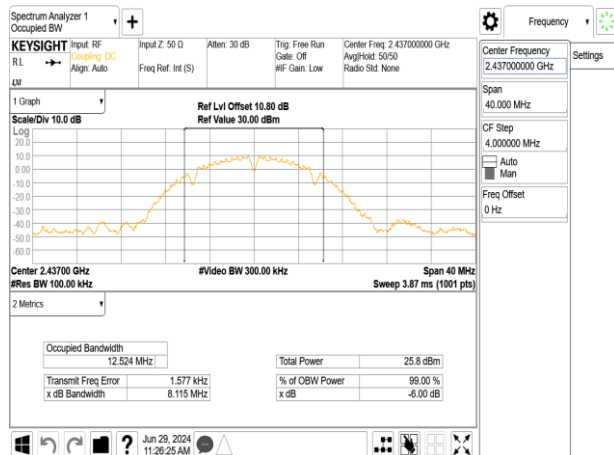 Spectrum Analyzer 1
Occupied BW
Frequency
KEYSIGHT
Input: RF
Input Z: 50 Ω
Atten: 30 dB
Trig: Free Run
Center Freq: 2.437000000 GHz
RL
Coupling: DC
Gate: Off
Avg|Hold: 50/50
Align: Auto
Freq Ref: Int (S)
#IF Gain: Low
Radio Std: None
LXI
Center Frequency
2.437000000 GHz
Settings
Span
40.000 MHz
CF Step
4.000000 MHz
Auto
Man
Freq Offset
0 Hz
1 Graph
Ref Lvl Offset 10.80 dB
Scale/Div 10.0 dB
Ref Value 30.00 dBm
Log
20.0
10.0
0.00
-10.0
-20.0
-30.0
-40.0
-50.0
-60.0
Center 2.43700 GHz
#Video BW 300.00 kHz
Span 40 MHz
#Res BW 100.00 kHz
Sweep 3.87 ms (1001 pts)
2 Metrics
Occupied Bandwidth
12.524 MHz
Total Power
25.8 dBm
Transmit Freq Error
1.577 kHz
% of OBW Power
99.00 %
x dB Bandwidth
8.115 MHz
x dB
-6.00 dB
?
Jun 29, 2024
11:26:25 AM